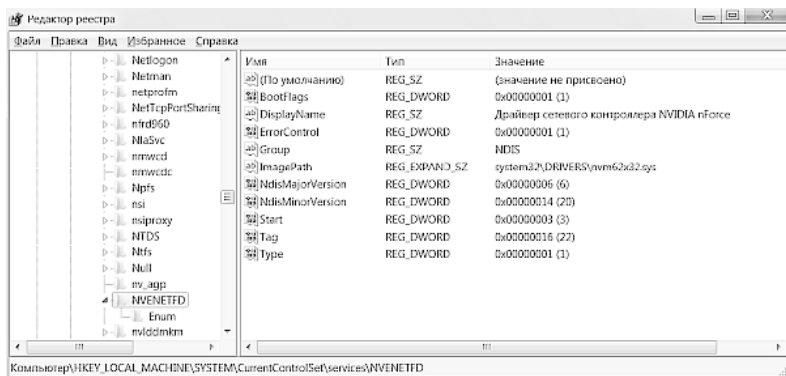 Редактор реестра
Файл Правка Вид Избранное Справка
Netlogon
Netman
netprofm
NetTcpPortSharing
nfrd960
NlaSvc
nmwcd
nmwcdc
Npfs
nsi
nsiproxy
NTDS
Ntfs
Null
nv_agp
NVENETFD
Enum
nvlddmkm
Имя Тип Значение
(По умолчанию) REG_SZ (значение не присвоено)
BootFlags REG_DWORD 0x00000001 (1)
DisplayName REG_SZ Драйвер сетевого контроллера NVIDIA nForce
ErrorControl REG_DWORD 0x00000001 (1)
Group REG_SZ NDIS
ImagePath REG_EXPAND_SZ system32\DRIVERS\nvm62x32.sys
NdisMajorVersion REG_DWORD 0x00000006 (6)
NdisMinorVersion REG_DWORD 0x00000014 (20)
Start REG_DWORD 0x00000003 (3)
Tag REG_DWORD 0x00000016 (22)
Type REG_DWORD 0x00000001 (1)
Компьютер\HKEY_LOCAL_MACHINE\SYSTEM\CurrentControlSet\services\NVENETFD